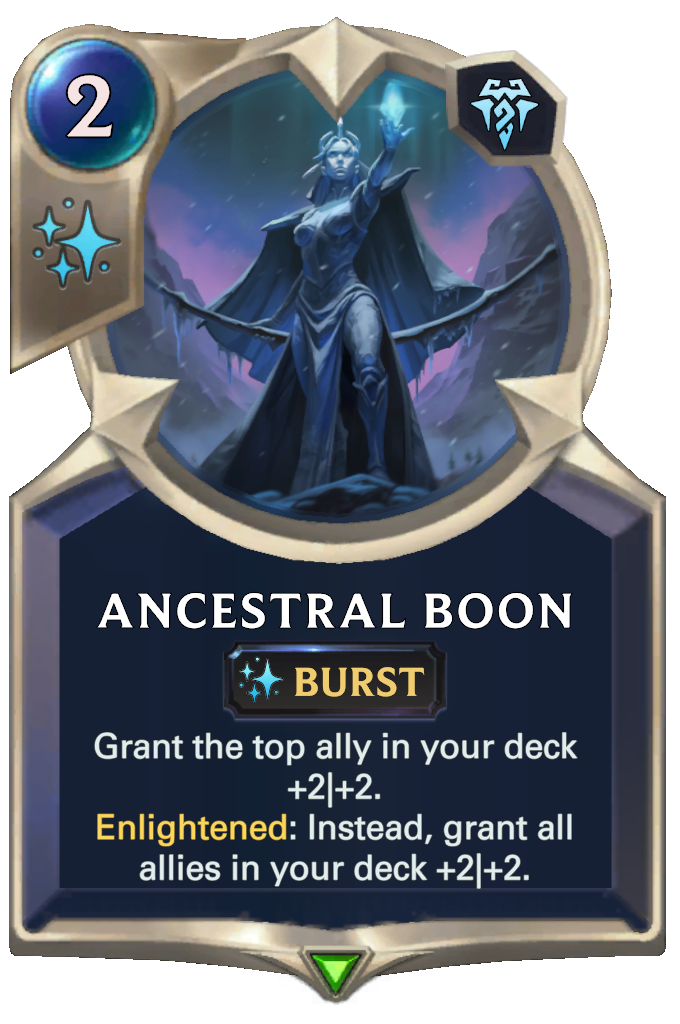 2
ANCESTRAL BOON
BURST
Grant the top ally in your deck
+2|+2.
Enlightened: Instead, grant all
allies in your deck +2|+2.